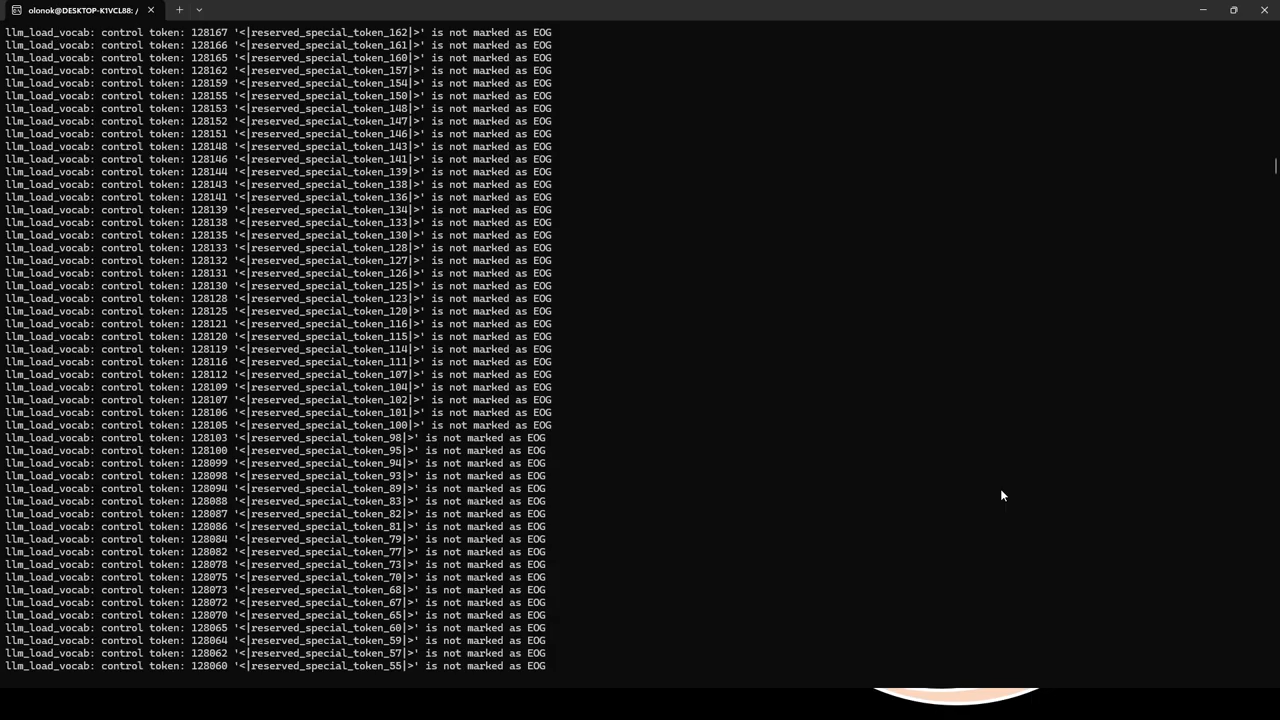 olonok@DESKTOP-K1VCL88: /
llm_load_vocab: control token: 128167 '<|reserved_special_token_162|>' is not marked as EOG
llm_load_vocab: control token: 128166 '<|reserved_special_token_161|>' is not marked as EOG
llm_load_vocab: control token: 128165 '<|reserved_special_token_160|>' is not marked as EOG
llm_load_vocab: control token: 128162 '<|reserved_special_token_157|>' is not marked as EOG
llm_load_vocab: control token: 128159 '<|reserved_special_token_154|>' is not marked as EOG
llm_load_vocab: control token: 128155 '<|reserved_special_token_150|>' is not marked as EOG
llm_load_vocab: control token: 128153 '<|reserved_special_token_148|>' is not marked as EOG
llm_load_vocab: control token: 128152 '<|reserved_special_token_147|>' is not marked as EOG
llm_load_vocab: control token: 128151 '<|reserved_special_token_146|>' is not marked as EOG
llm_load_vocab: control token: 128148 '<|reserved_special_token_143|>' is not marked as EOG
llm_load_vocab: control token: 128146 '<|reserved_special_token_141|>' is not marked as EOG
llm_load_vocab: control token: 128144 '<|reserved_special_token_139|>' is not marked as EOG
llm_load_vocab: control token: 128143 '<|reserved_special_token_138|>' is not marked as EOG
llm_load_vocab: control token: 128141 '<|reserved_special_token_136|>' is not marked as EOG
llm_load_vocab: control token: 128139 '<|reserved_special_token_134|>' is not marked as EOG
llm_load_vocab: control token: 128138 '<|reserved_special_token_133|>' is not marked as EOG
llm_load_vocab: control token: 128135 '<|reserved_special_token_130|>' is not marked as EOG
llm_load_vocab: control token: 128133 '<|reserved_special_token_128|>' is not marked as EOG
llm_load_vocab: control token: 128132 '<|reserved_special_token_127|>' is not marked as EOG
llm_load_vocab: control token: 128131 '<|reserved_special_token_126|>' is not marked as EOG
llm_load_vocab: control token: 128130 '<|reserved_special_token_125|>' is not marked as EOG
llm_load_vocab: control token: 128128 '<|reserved_special_token_123|>' is not marked as EOG
llm_load_vocab: control token: 128125 '<|reserved_special_token_120|>' is not marked as EOG
llm_load_vocab: control token: 128121 '<|reserved_special_token_116|>' is not marked as EOG
llm_load_vocab: control token: 128120 '<|reserved_special_token_115|>' is not marked as EOG
llm_load_vocab: control token: 128119 '<|reserved_special_token_114|>' is not marked as EOG
llm_load_vocab: control token: 128116 '<|reserved_special_token_111|>' is not marked as EOG
llm_load_vocab: control token: 128112 '<|reserved_special_token_107|>' is not marked as EOG
llm_load_vocab: control token: 128109 '<|reserved_special_token_104|>' is not marked as EOG
llm_load_vocab: control token: 128107 '<|reserved_special_token_102|>' is not marked as EOG
llm_load_vocab: control token: 128106 '<|reserved_special_token_101|>' is not marked as EOG
llm_load_vocab: control token: 128105 '<|reserved_special_token_100|>' is not marked as EOG
llm_load_vocab: control token: 128103 '<|reserved_special_token_98|>' is not marked as EOG
llm_load_vocab: control token: 128100 '<|reserved_special_token_95|>' is not marked as EOG
llm_load_vocab: control token: 128099 '<|reserved_special_token_94|>' is not marked as EOG
llm_load_vocab: control token: 128098 '<|reserved_special_token_93|>' is not marked as EOG
llm_load_vocab: control token: 128094 '<|reserved_special_token_89|>' is not marked as EOG
llm_load_vocab: control token: 128088 '<|reserved_special_token_83|>' is not marked as EOG
llm_load_vocab: control token: 128087 '<|reserved_special_token_82|>' is not marked as EOG
llm_load_vocab: control token: 128086 '<|reserved_special_token_81|>' is not marked as EOG
llm_load_vocab: control token: 128084 '<|reserved_special_token_79|>' is not marked as EOG
llm_load_vocab: control token: 128082 '<|reserved_special_token_77|>' is not marked as EOG
llm_load_vocab: control token: 128078 '<|reserved_special_token_73|>' is not marked as EOG
llm_load_vocab: control token: 128075 '<|reserved_special_token_70|>' is not marked as EOG
llm_load_vocab: control token: 128073 '<|reserved_special_token_68|>' is not marked as EOG
llm_load_vocab: control token: 128072 '<|reserved_special_token_67|>' is not marked as EOG
llm_load_vocab: control token: 128070 '<|reserved_special_token_65|>' is not marked as EOG
llm_load_vocab: control token: 128065 '<|reserved_special_token_60|>' is not marked as EOG
llm_load_vocab: control token: 128064 '<|reserved_special_token_59|>' is not marked as EOG
llm_load_vocab: control token: 128062 '<|reserved_special_token_57|>' is not marked as EOG
llm_load_vocab: control token: 128060 '<|reserved_special_token_55|>' is not marked as EOG